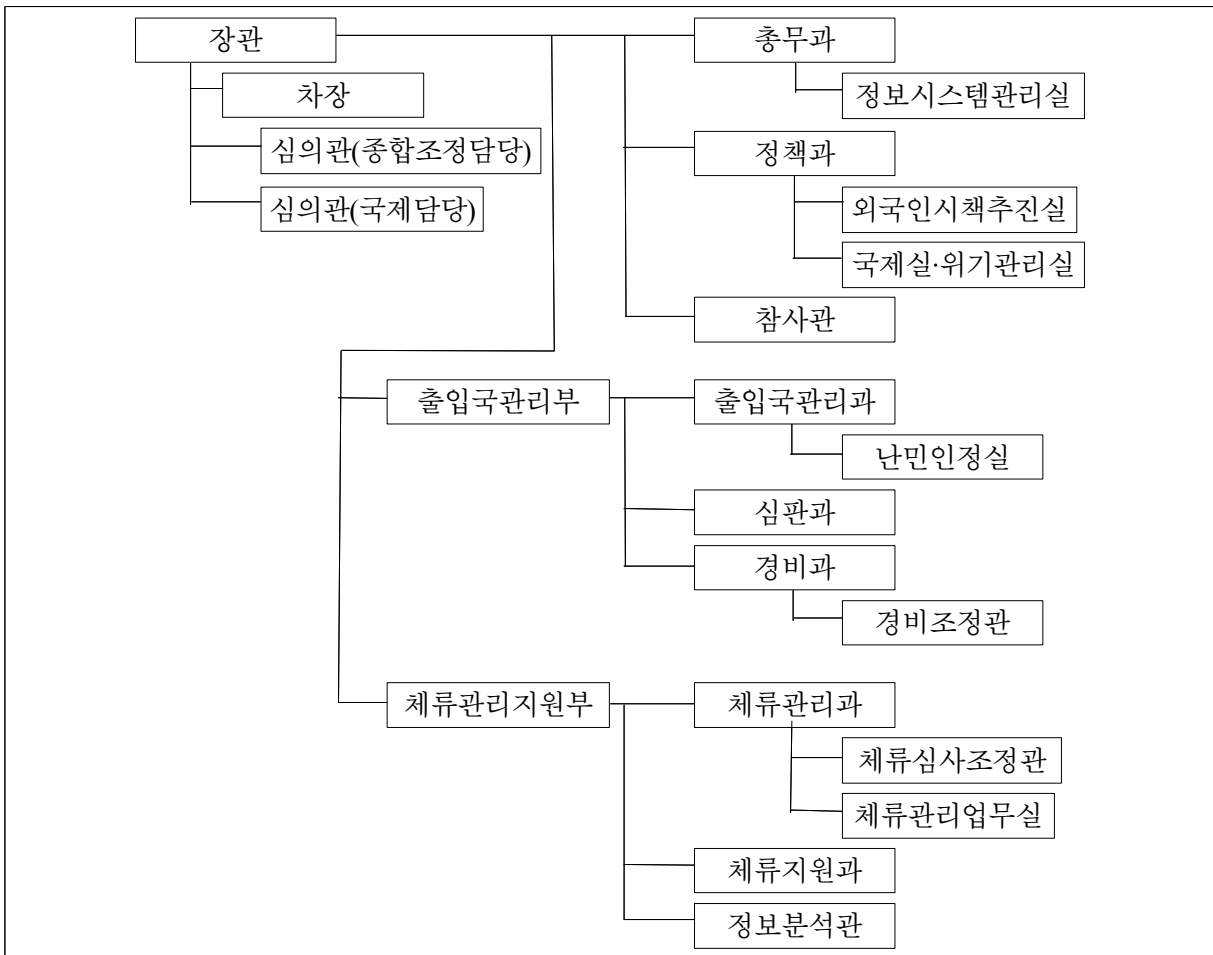 장관
총무과
차장
정보시스템관리실
심의관(종합조정담당)
정책과
심의관(국제담당)
외국인시책추진실
국제실·위기관리실
참사관
출입국관리부
출입국관리과
난민인정실
심판과
경비과
경비조정관
체류관리지원부
체류관리과
체류심사조정관
체류관리업무실
체류지원과
정보분석관